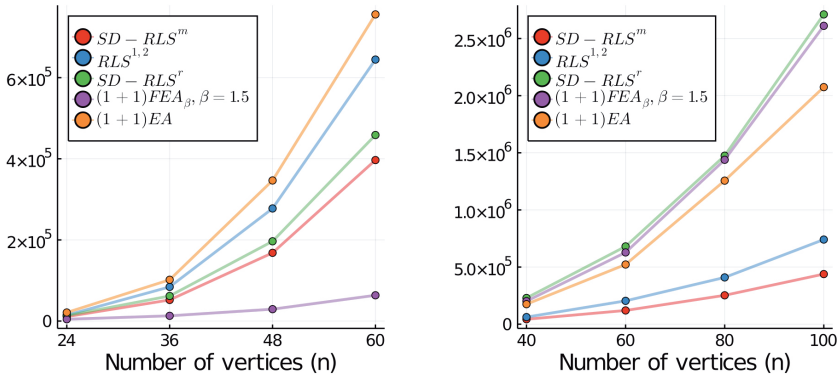 SD − RLS^m
RLS^{1,2}
SD − RLS^r
(1 + 1)FEA_β, β = 1.5
(1 + 1)EA
6×10^5
4×10^5
2×10^5
0
24 36 48 60
Number of vertices (n)
SD − RLS^m
RLS^{1,2}
SD − RLS^r
(1 + 1)FEA_β, β = 1.5
(1 + 1)EA
2.5×10^6
2.0×10^6
1.5×10^6
1.0×10^6
5.0×10^5
0
40 60 80 100
Number of vertices (n)